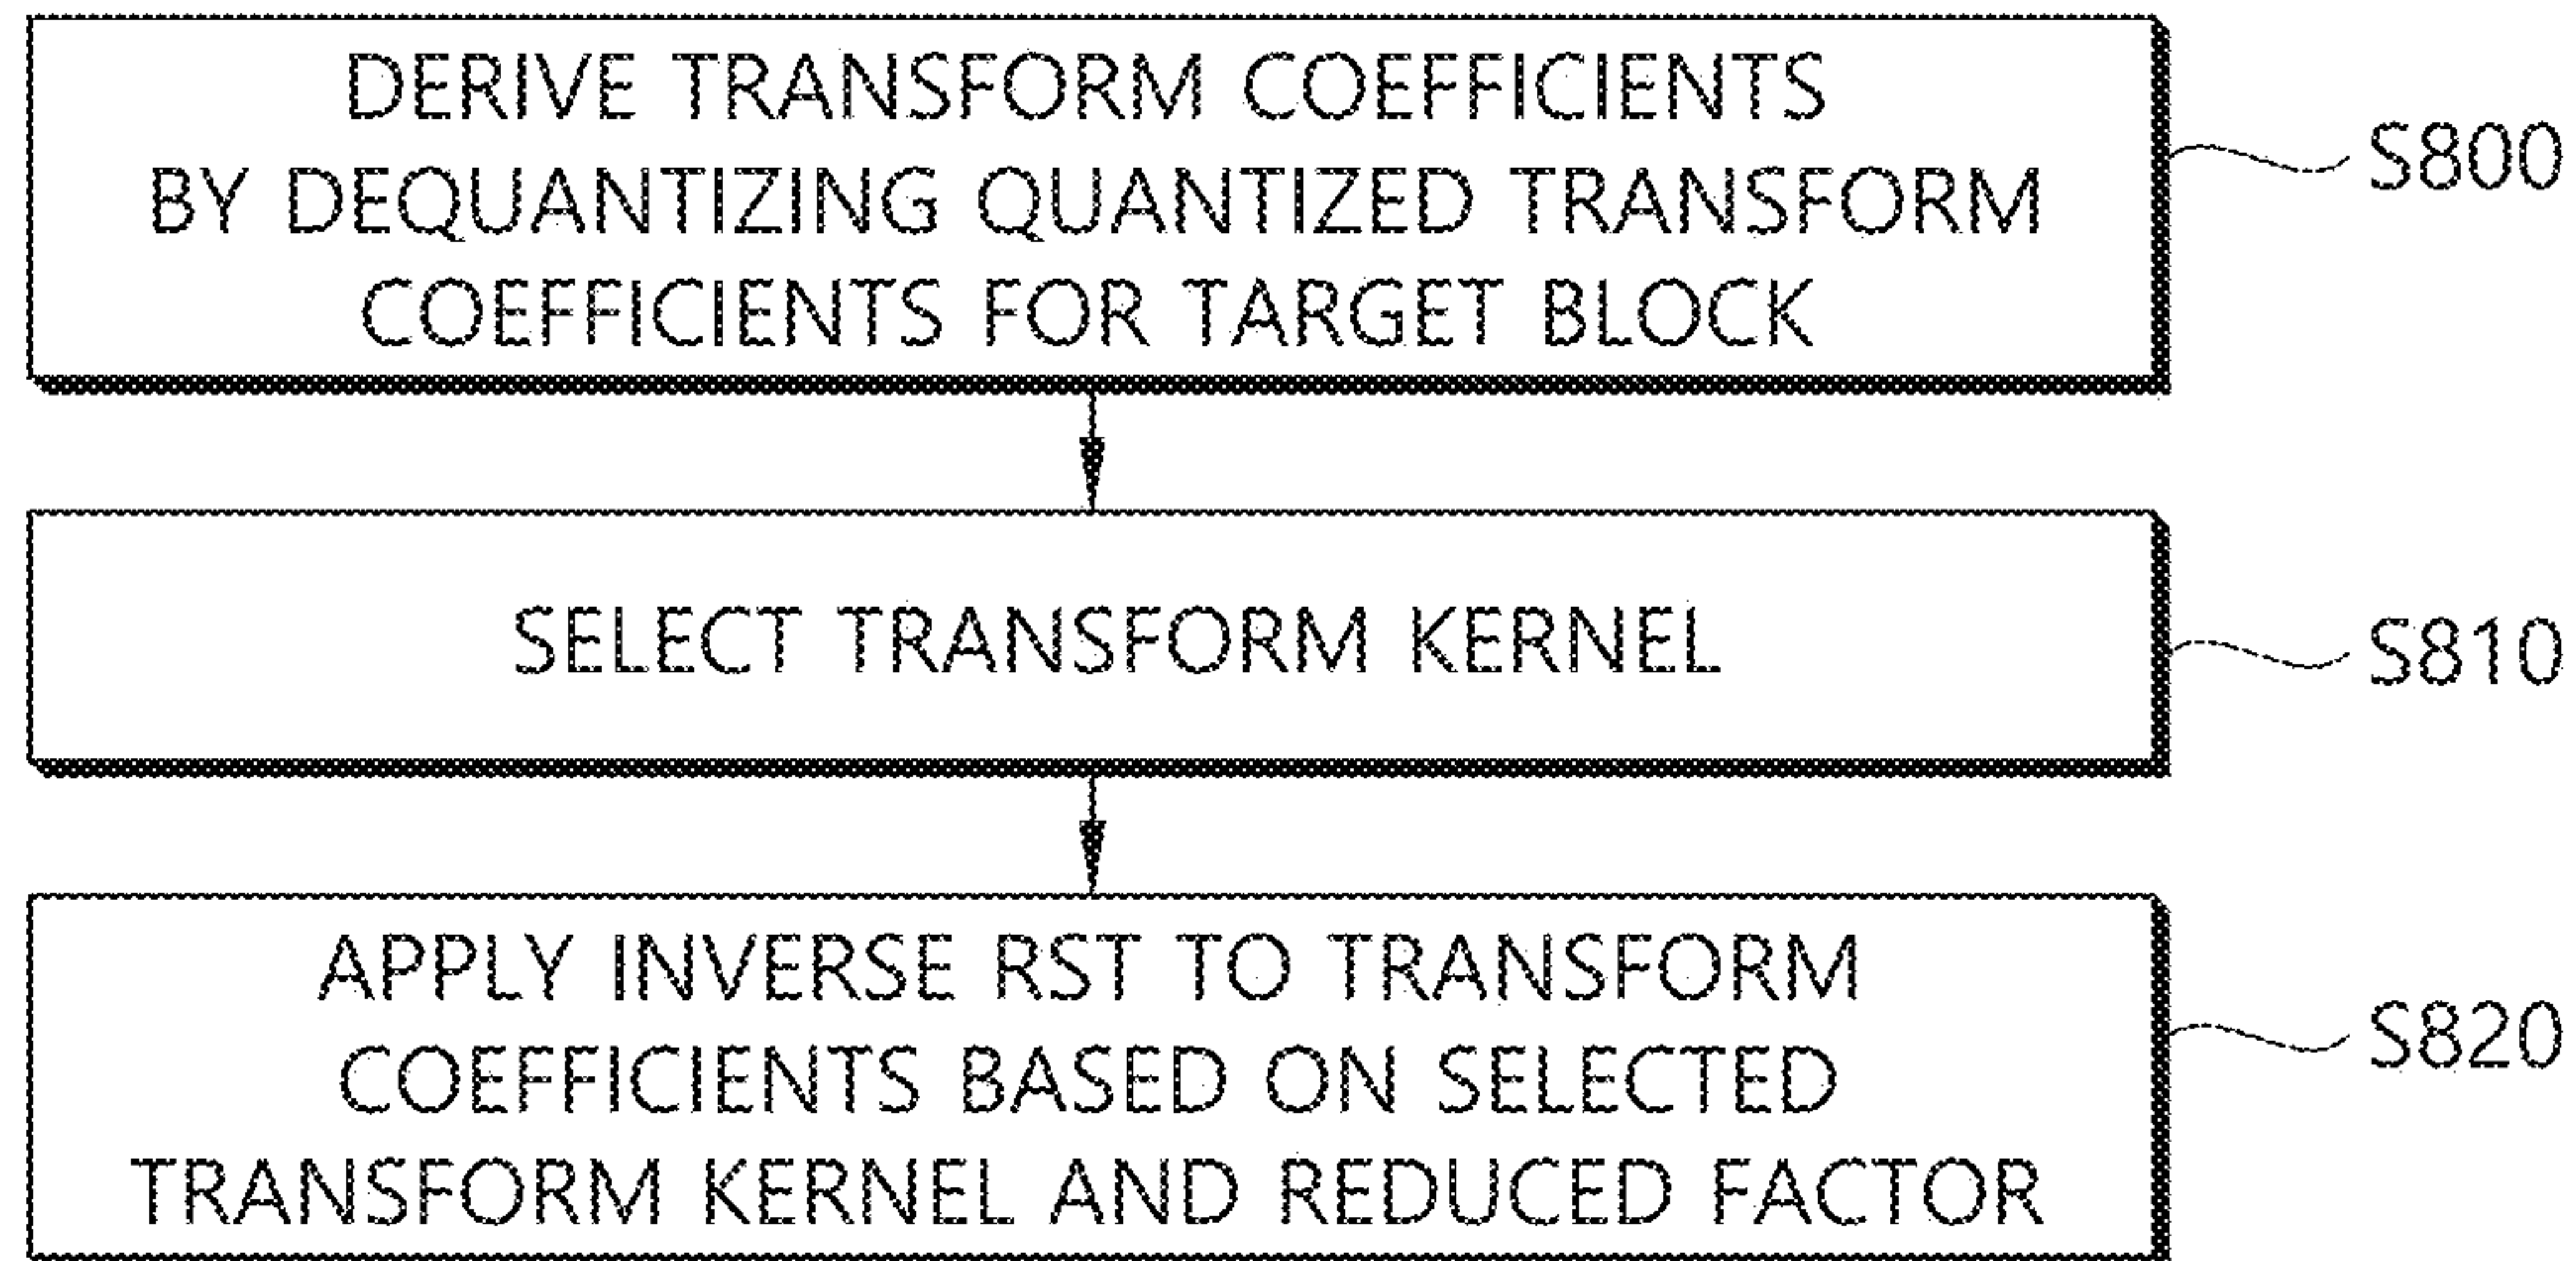 DERIVE TRANSFORM COEFFICIENTS
BY DEQUANTIZING QUANTIZED TRANSFORM
COEFFICIENTS FOR TARGET BLOCK
S800
SELECT TRANSFORM KERNEL
S810
APPLY INVERSE RST TO TRANSFORM
COEFFICIENTS BASED ON SELECTED
TRANSFORM KERNEL AND REDUCED FACTOR
S820